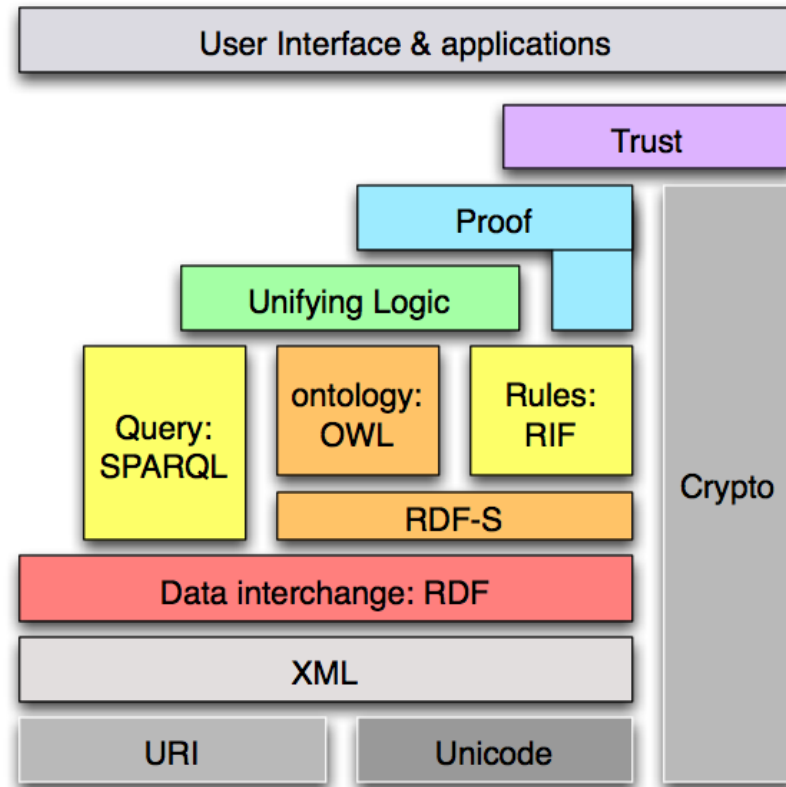 User Interface & applications
Trust
Proof
Unifying Logic
Query:
SPARQL
ontology:
OWL
Rules:
RIF
Crypto
RDF-S
Data interchange: RDF
XML
URI
Unicode